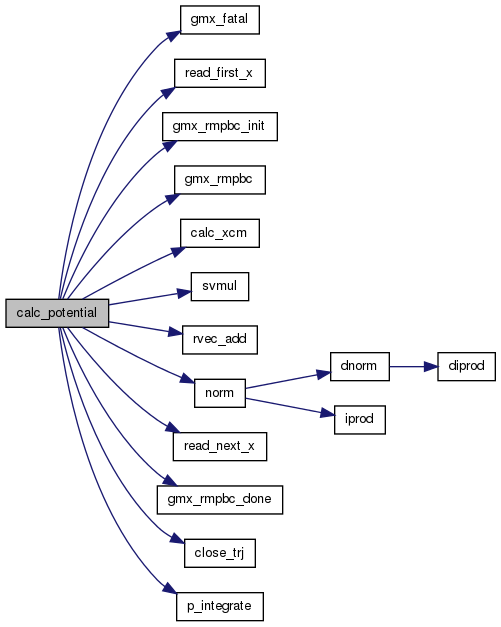 gmx_fatal
read_first_x
gmx_rmpbc_init
gmx_rmpbc
calc_xcm
svmul
calc_potential
rvec_add
dnorm
diprod
norm
iprod
read_next_x
gmx_rmpbc_done
close_trj
p_integrate